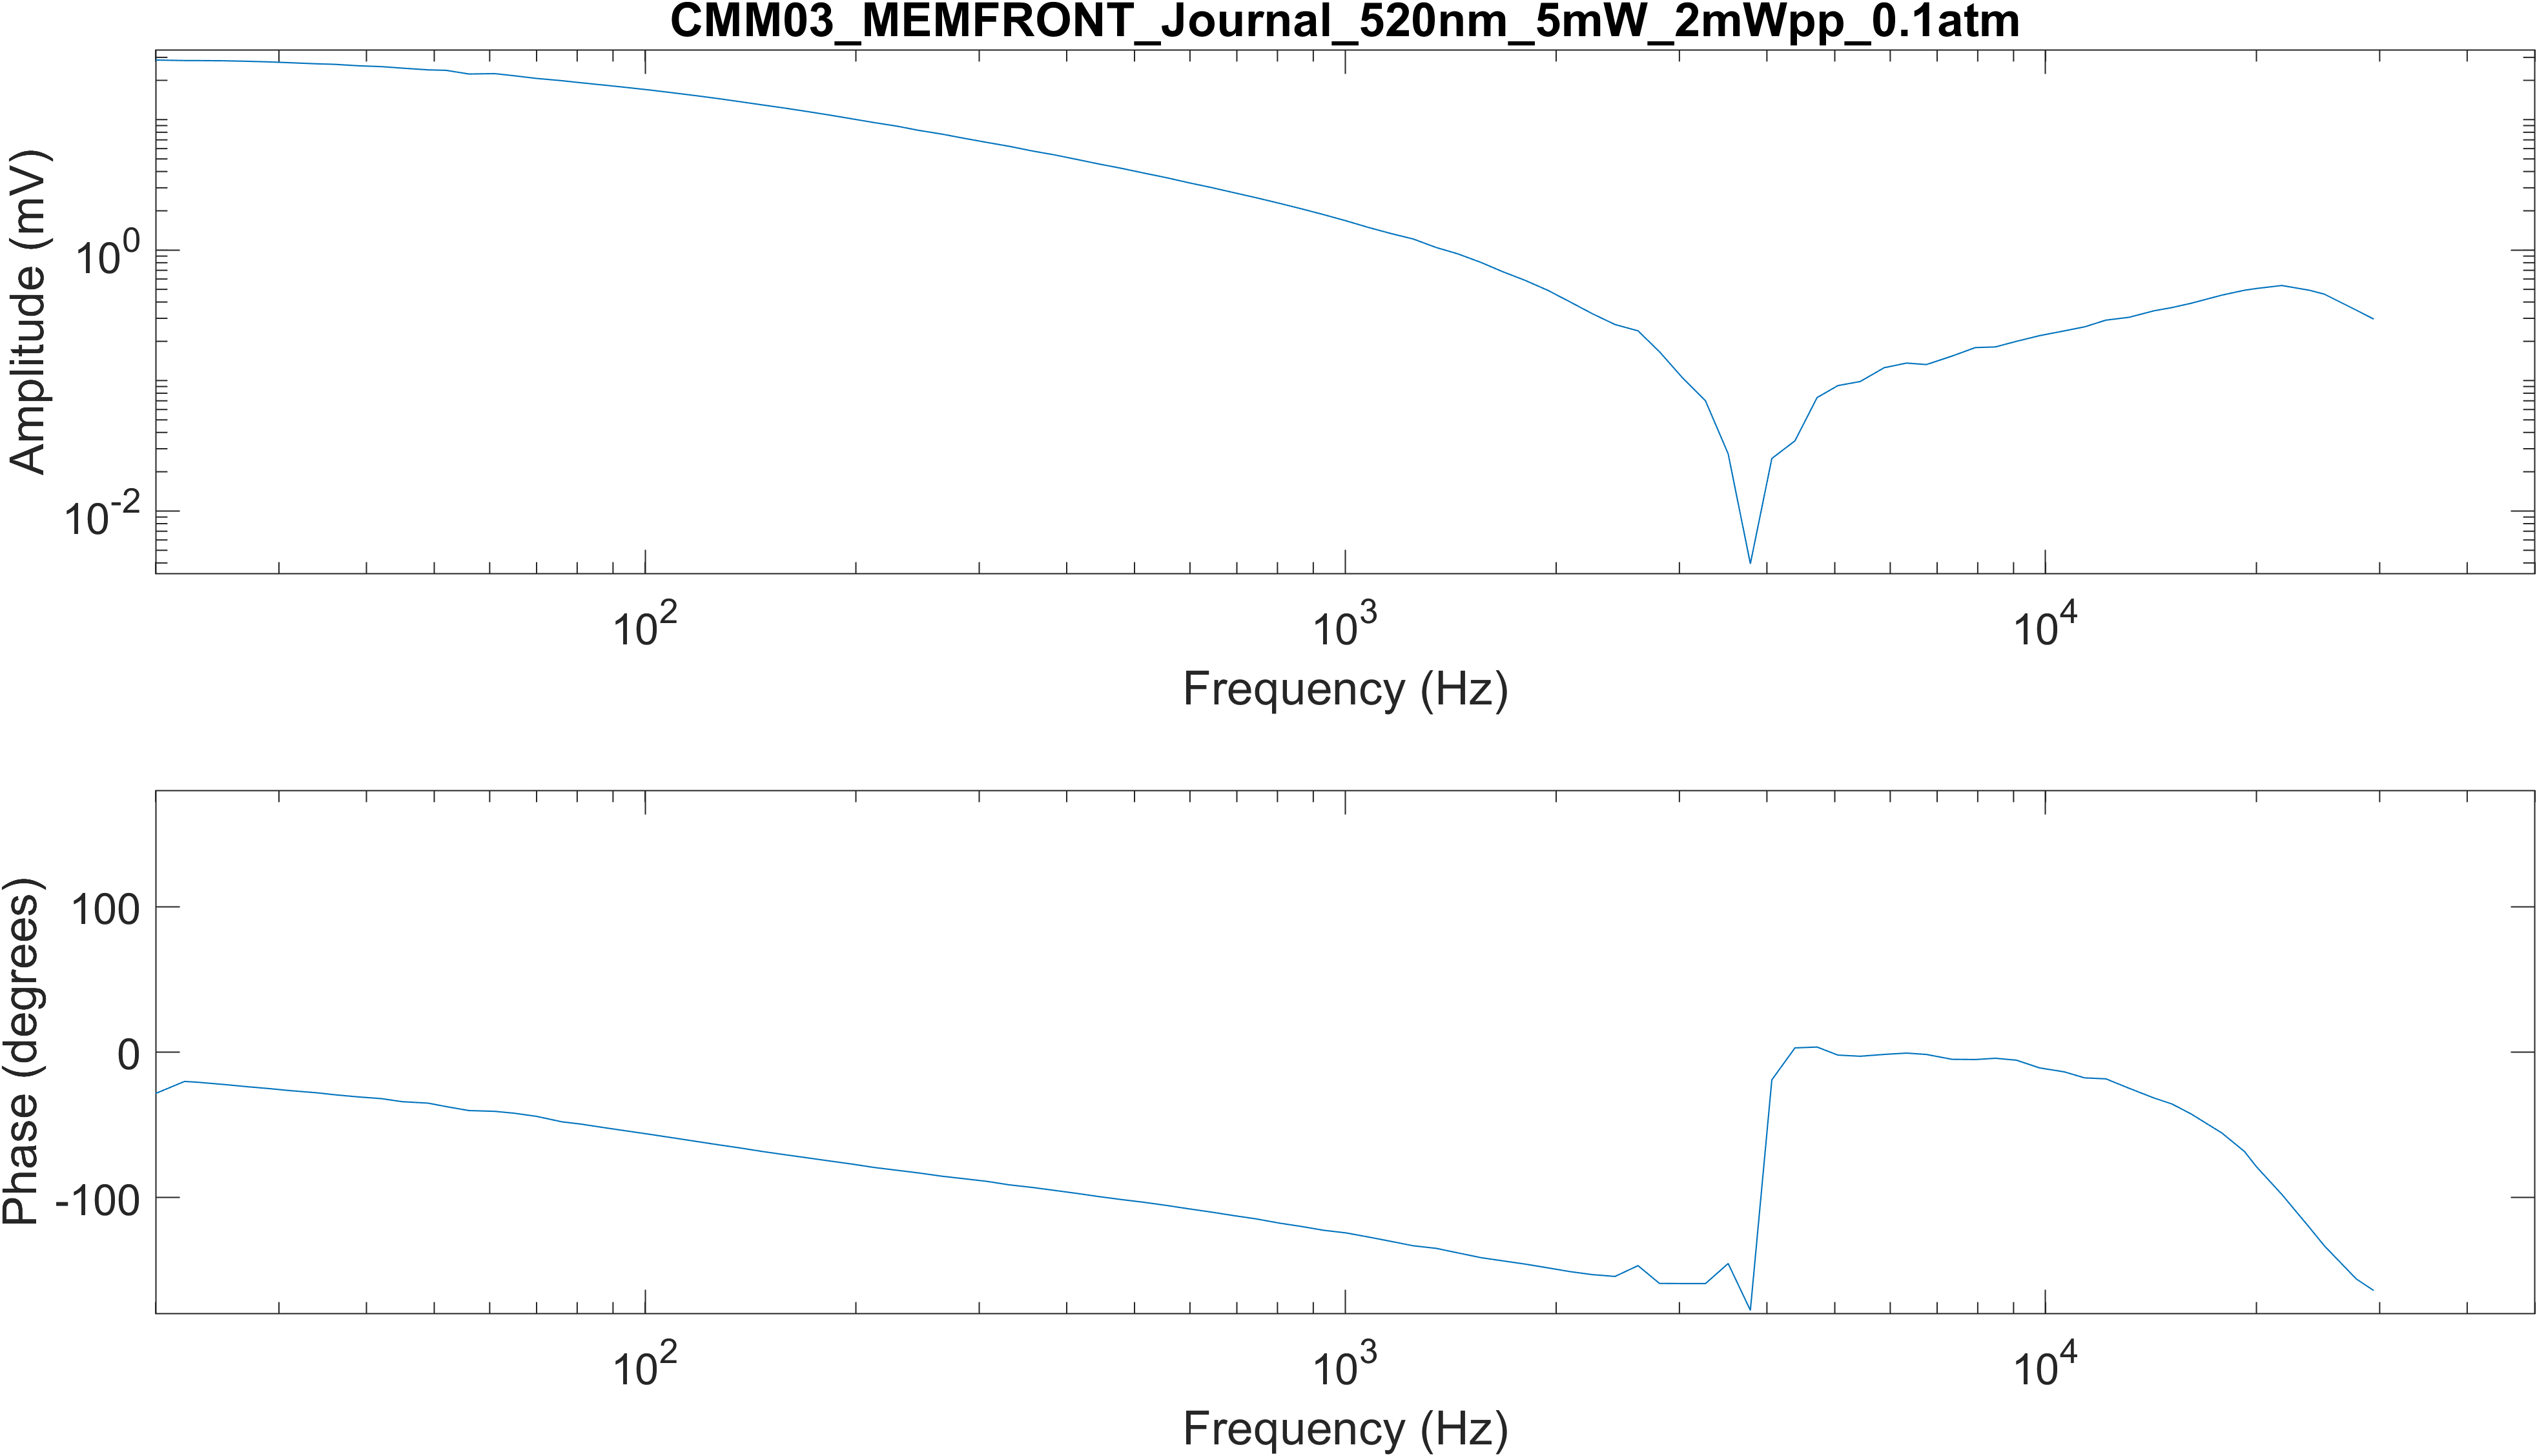 CMM03_MEMFRONT_Journal_520nm_5mW_2mWpp_0.1atm
Amplitude (mV)
10^0
10^-2
10^2
10^3
10^4
Frequency (Hz)
Phase (degrees)
100
0
-100
10^2
10^3
10^4
Frequency (Hz)